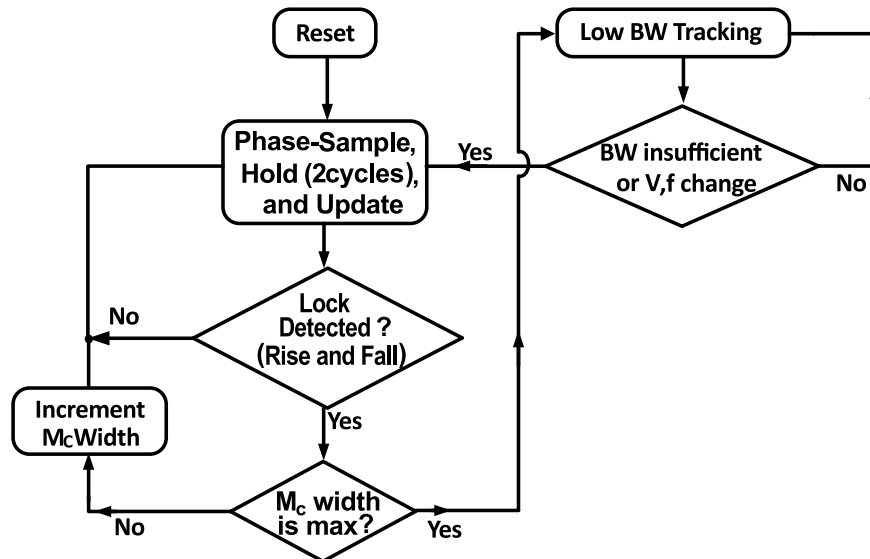 Reset
Low BW Tracking
Phase-Sample,
Hold (2cycles),
and Update
Yes
BW insufficient
or V,f change
No
Lock
Detected ?
(Rise and Fall)
No
Yes
Increment
McWidth
Mc width
is max?
No
Yes